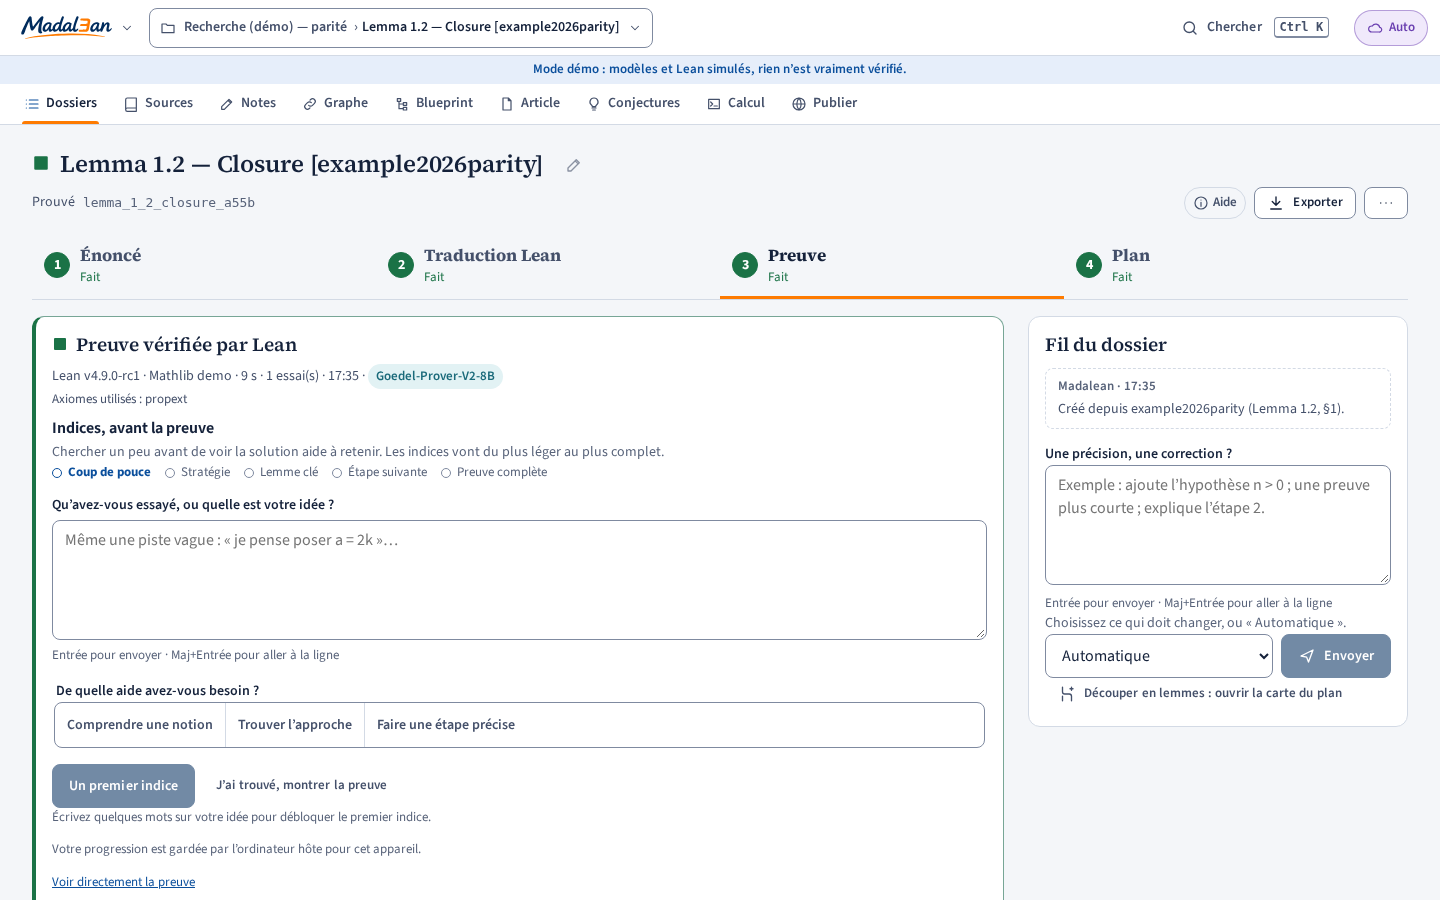 Madal3an
Recherche (démo) — parité › Lemma 1.2 — Closure [example2026parity]
Chercher Ctrl K
Auto
Mode démo : modèles et Lean simulés, rien n’est vraiment vérifié.
Dossiers Sources Notes Graphe Blueprint Article Conjectures Calcul Publier
Lemma 1.2 — Closure [example2026parity]
Prouvé lemma_1_2_closure_a55b
Aide Exporter ...
1 Énoncé Fait
2 Traduction Lean Fait
3 Preuve Fait
4 Plan Fait
Preuve vérifiée par Lean
Lean v4.9.0-rc1 · Mathlib demo · 9 s · 1 essai(s) · 17:35 · Goedel-Prover-V2-8B
Axiomes utilisés : propext
Indices, avant la preuve
Chercher un peu avant de voir la solution aide à retenir. Les indices vont du plus léger au plus complet.
Coup de pouce Stratégie Lemme clé Étape suivante Preuve complète
Qu’avez-vous essayé, ou quelle est votre idée ?
Même une piste vague : « je pense poser a = 2k »…
Entrée pour envoyer · Maj+Entrée pour aller à la ligne
De quelle aide avez-vous besoin ?
Comprendre une notion Trouver l’approche Faire une étape précise
Un premier indice J’ai trouvé, montrer la preuve
Écrivez quelques mots sur votre idée pour débloquer le premier indice.
Votre progression est gardée par l’ordinateur hôte pour cet appareil.
Voir directement la preuve
Fil du dossier
Madalean · 17:35
Créé depuis example2026parity (Lemma 1.2, §1).
Une précision, une correction ?
Exemple : ajoute l’hypothèse n > 0 ; une preuve
plus courte ; explique l’étape 2.
Entrée pour envoyer · Maj+Entrée pour aller à la ligne
Choisissez ce qui doit changer, ou « Automatique ».
Automatique Envoyer
Découper en lemmes : ouvrir la carte du plan